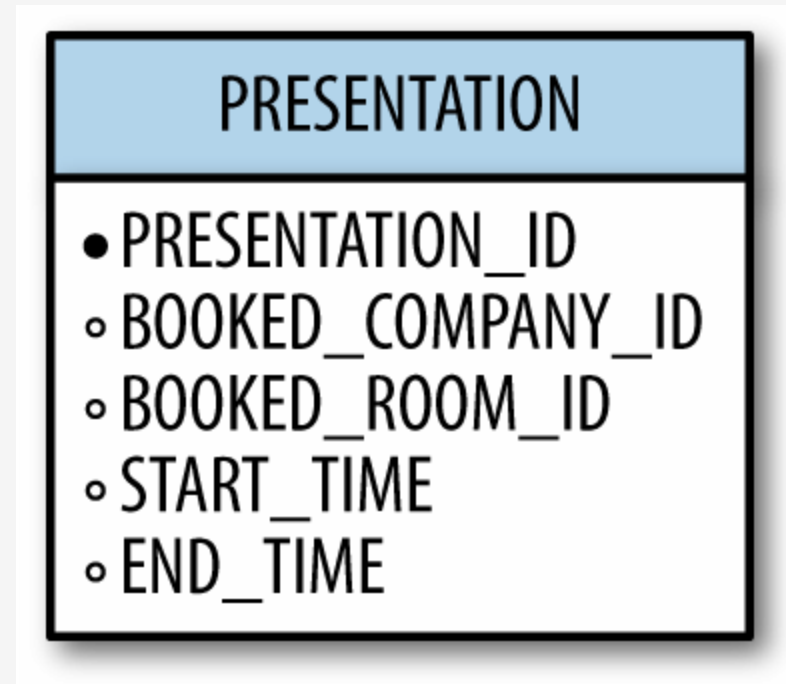 PRESENTATION
PRESENTATION_ID
BOOKED_COMPANY_ID
BOOKED_ROOM_ID
START_TIME
END_TIME